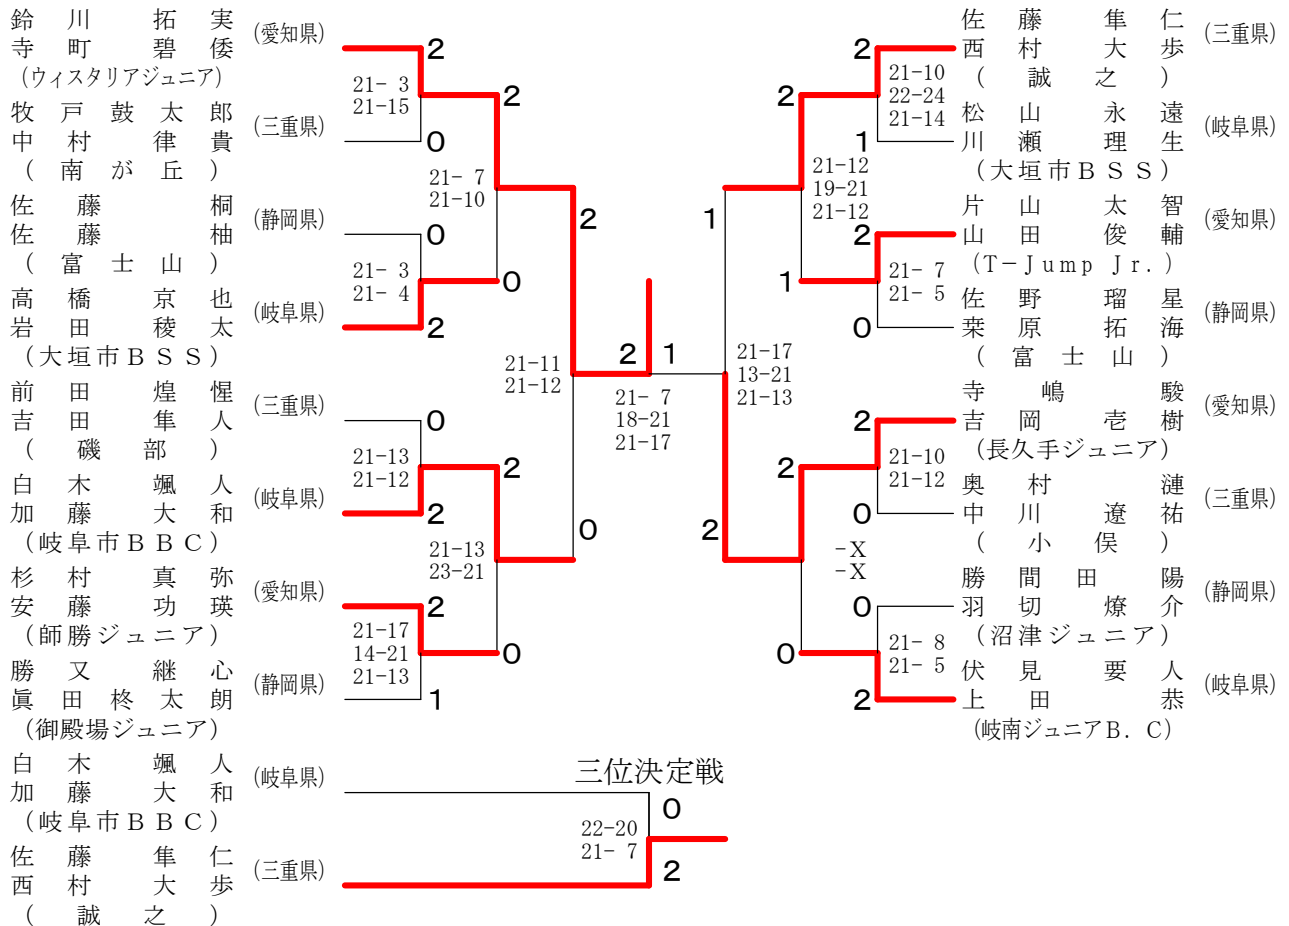 鈴川拓実
寺町碧倭
(愛知県)
(ウィスタリアジュニア)
牧戸鼓太郎
中村律貴
(三重県)
(南が丘)
佐藤桐
佐藤柚
(静岡県)
(富士山)
高橋京也
岩田稜太
(岐阜県)
(大垣市BSS)
前田煌惺
吉田隼人
(三重県)
(磯部)
白木颯人
加藤大和
(岐阜県)
(岐阜市BBC)
杉村真弥
安藤功瑛
(愛知県)
(師勝ジュニア)
勝又継心
眞田柊太朗
(静岡県)
(御殿場ジュニア)
2
21- 3
21-15
0
0
21- 3
21- 4
2
0
21-13
21-12
2
2
21-17
14-21
21-13
1
2
21- 7
21-10
0
2
21-13
23-21
0
2
21-11
21-12
0
2 1
21- 7
18-21
21-17
1
21-17
13-21
21-13
2
2
21-12
19-21
21-12
1
2
-X
-X
0
2
21-10
22-24
21-14
1
2
21- 7
21- 5
0
2
21-10
21-12
0
0
21- 8
21- 5
2
佐藤隼仁
西村大歩
(三重県)
(誠之)
松山永遠
川瀬理生
(岐阜県)
(大垣市BSS)
片山太智
山田俊輔
(愛知県)
(T-Jump Jr.)
佐野瑠星
桒原拓海
(静岡県)
(富士山)
寺嶋駿
吉岡壱樹
(愛知県)
(長久手ジュニア)
奥村漣
中川遼祐
(三重県)
(小俣)
勝間田陽
羽切燎介
(静岡県)
(沼津ジュニア)
伏見要人
上田恭
(岐阜県)
(岐南ジュニアB.C)
三位決定戦
白木颯人
加藤大和
(岐阜県)
(岐阜市BBC)
佐藤隼仁
西村大歩
(三重県)
(誠之)
0
22-20
21- 7
2